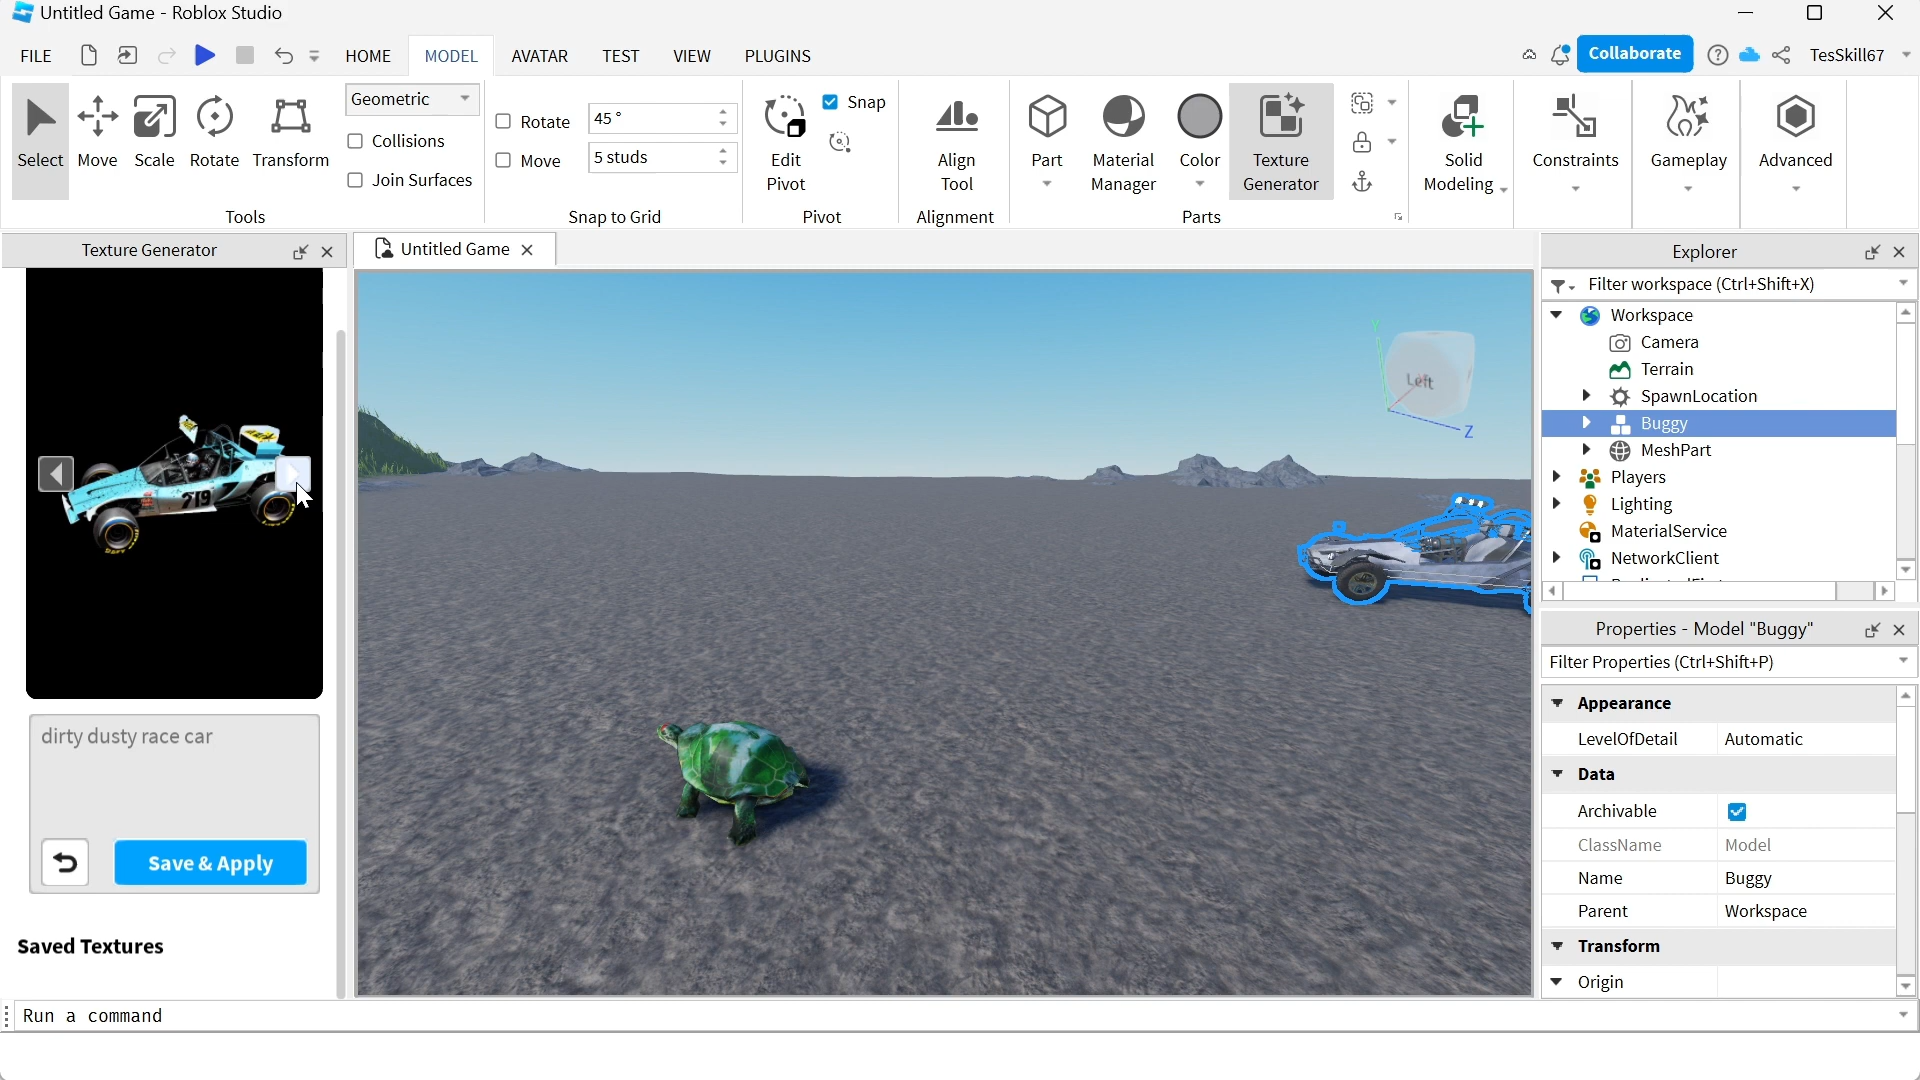 Untitled Game - Roblox Studio
FILE HOME MODEL AVATAR TEST VIEW PLUGINS Collaborate TesSkill67
Select Move Scale Rotate Transform
Geometric
Collisions
Join Surfaces
Tools
Rotate 45 °
Move 5 studs
Snap to Grid
Edit
Pivot
Snap
Pivot
Align
Tool
Alignment
Part
Material
Manager
Color
Texture
Generator
Parts
Solid
Modeling
Constraints
Gameplay
Advanced
Texture Generator
719
dirty dusty race car
Save & Apply
Saved Textures
Untitled Game
Left
Y
Z
Explorer
Filter workspace (Ctrl+Shift+X)
Workspace
Camera
Terrain
SpawnLocation
Buggy
MeshPart
Players
Lighting
MaterialService
NetworkClient
Properties - Model "Buggy"
Filter Properties (Ctrl+Shift+P)
Appearance
LevelOfDetail Automatic
Data
Archivable
ClassName Model
Name Buggy
Parent Workspace
Transform
Origin
Run a command